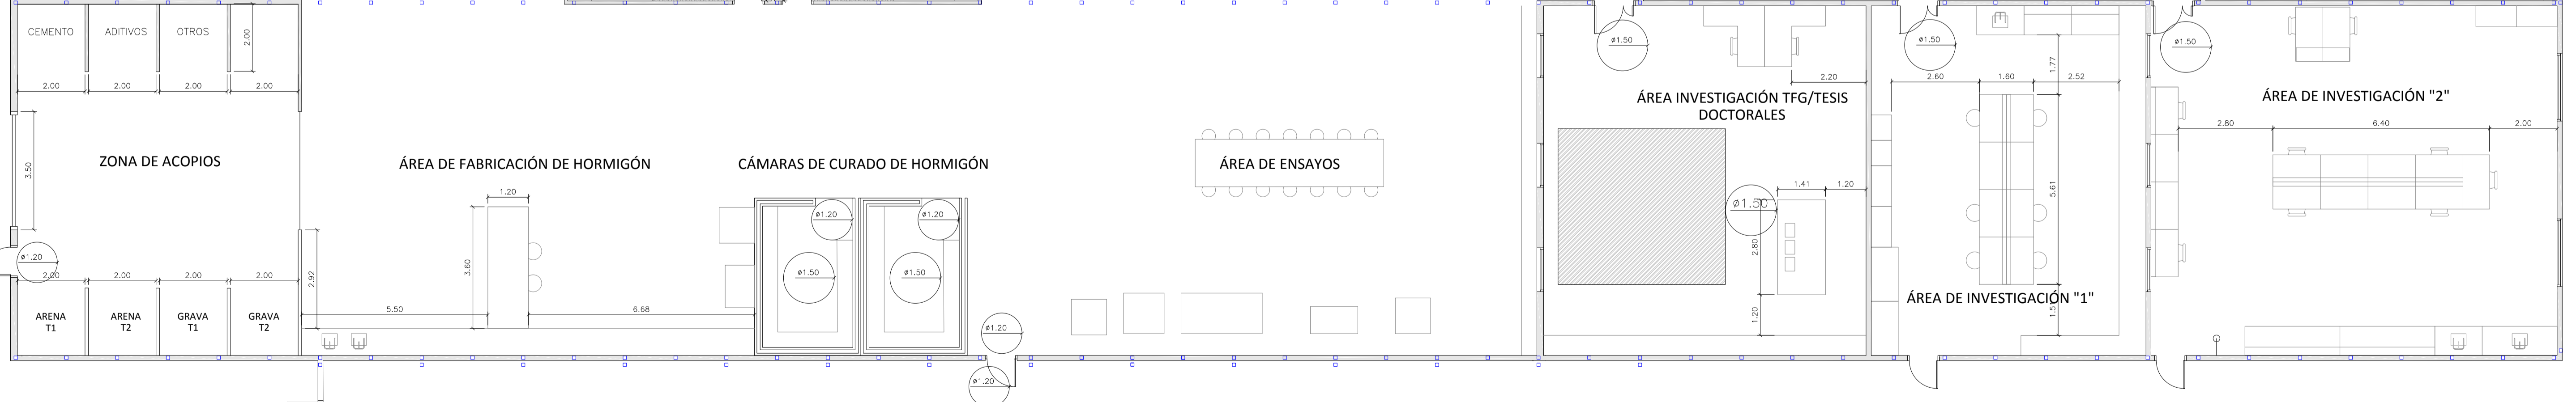 CEMENTO
ADITIVOS
OTROS
2.00
2.00
2.00
2.00
2.00
3.50
ZONA DE ACOPIOS
ø1.20
2.00
2.00
2.00
2.00
ARENA
T1
ARENA
T2
GRAVA
T1
GRAVA
T2
2.92
ÁREA DE FABRICACIÓN DE HORMIGÓN
1.20
3.60
5.50
6.68
CÁMARAS DE CURADO DE HORMIGÓN
ø1.20
ø1.20
ø1.50
ø1.50
ø1.20
ø1.20
ÁREA DE ENSAYOS
ø1.50
2.20
ÁREA INVESTIGACIÓN TFG/TESIS
DOCTORALES
ø1.50
1.41
1.20
2.80
1.20
ø1.50
2.60
1.60
2.52
1.77
5.61
ÁREA DE INVESTIGACIÓN "1"
ø1.50
ÁREA DE INVESTIGACIÓN "2"
2.80
6.40
2.00